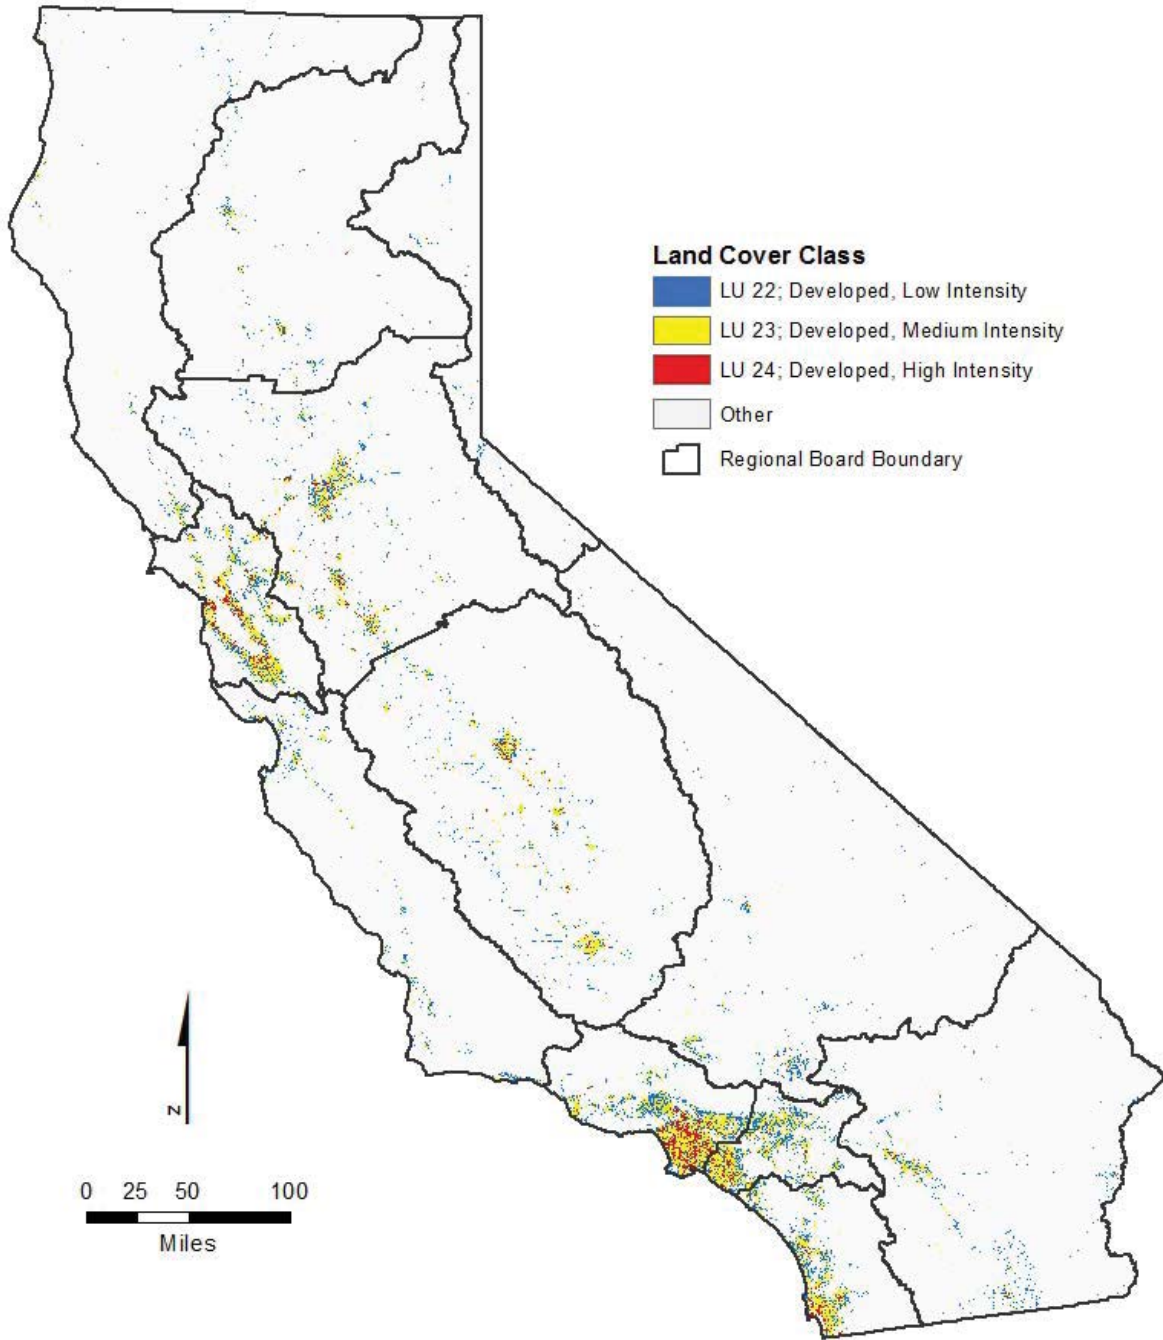 Land Cover Class
LU 22; Developed, Low Intensity
LU 23; Developed, Medium Intensity
LU 24; Developed, High Intensity
Other
Regional Board Boundary
N
0 25 50 100
Miles